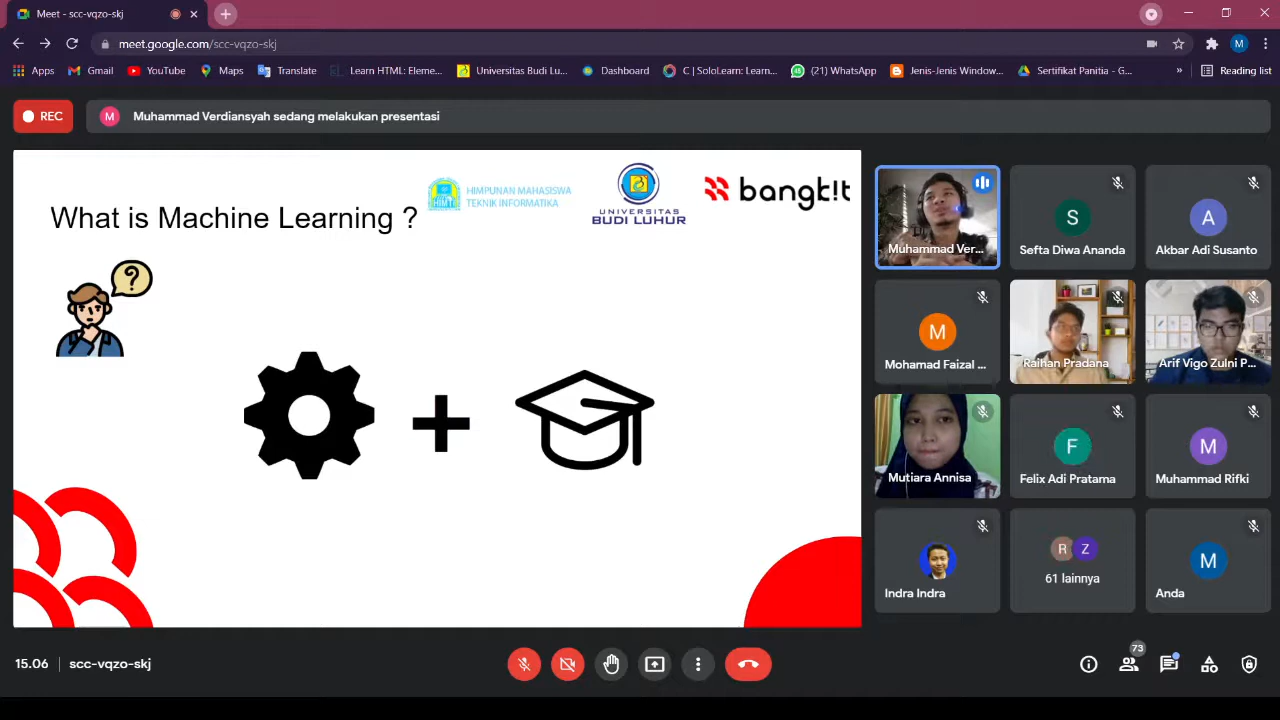 Meet - scc-vqzo-skj
meet.google.com/scc-vqzo-skj
M
Apps
Gmail
YouTube
Maps
Translate
Learn HTML: Eleme...
Universitas Budi Lu...
Dashboard
C | SoloLearn: Learn...
(21) WhatsApp
Jenis-Jenis Window...
Sertifikat Panitia - G...
»
Reading list
REC
M
Muhammad Verdiansyah sedang melakukan presentasi
What is Machine Learning ?
HIMTI
HIMPUNAN MAHASISWA
TEKNIK INFORMATIKA
UNIVERSITAS
BUDI LUHUR
bangk!t
?
+
Muhammad Ver...
S
Sefta Diwa Ananda
A
Akbar Adi Susanto
M
Mohamad Faizal ...
Raihan Pradana
Arif Vigo Zulni P...
Mutiara Annisa
F
Felix Adi Pratama
M
Muhammad Rifki
Indra Indra
R Z
61 lainnya
M
Anda
15.06 | scc-vqzo-skj
73